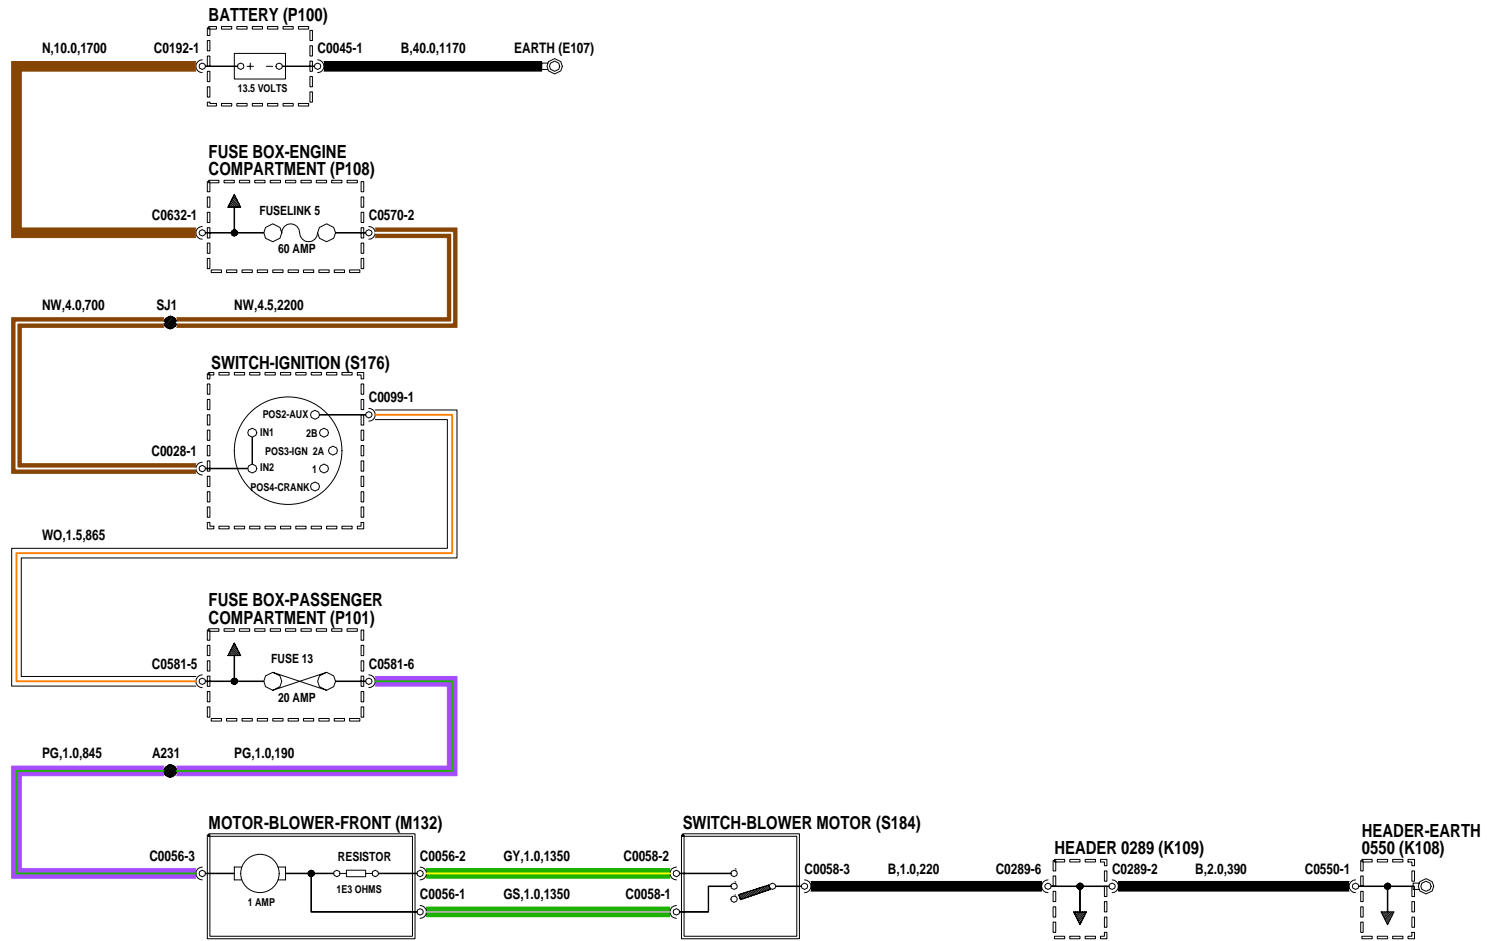 BATTERY (P100)
N,10.0,1700
C0192-1
C0045-1
B,40.0,1170
EARTH (E107)
+ −
13.5 VOLTS
FUSE BOX-ENGINE
COMPARTMENT (P108)
C0632-1
FUSELINK 5
C0570-2
60 AMP
NW,4.0,700
SJ1
NW,4.5,2200
SWITCH-IGNITION (S176)
C0099-1
POS2-AUX
IN1
2B
C0028-1
POS3-IGN 2A
IN2
1
POS4-CRANK
WO,1.5,865
FUSE BOX-PASSENGER
COMPARTMENT (P101)
C0581-5
FUSE 13
C0581-6
20 AMP
PG,1.0,845
A231
PG,1.0,190
MOTOR-BLOWER-FRONT (M132)
SWITCH-BLOWER MOTOR (S184)
HEADER 0289 (K109)
HEADER-EARTH
0550 (K108)
C0056-3
RESISTOR
C0056-2
GY,1.0,1350
C0058-2
C0058-3
B,1.0,220
C0289-6
C0289-2
B,2.0,390
C0550-1
1E3 OHMS
1 AMP
C0056-1
GS,1.0,1350
C0058-1